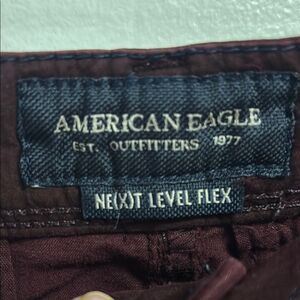 AMERICAN EAGLE
EST. OUTFITTERS 1977
NE(X)T LEVEL FLEX